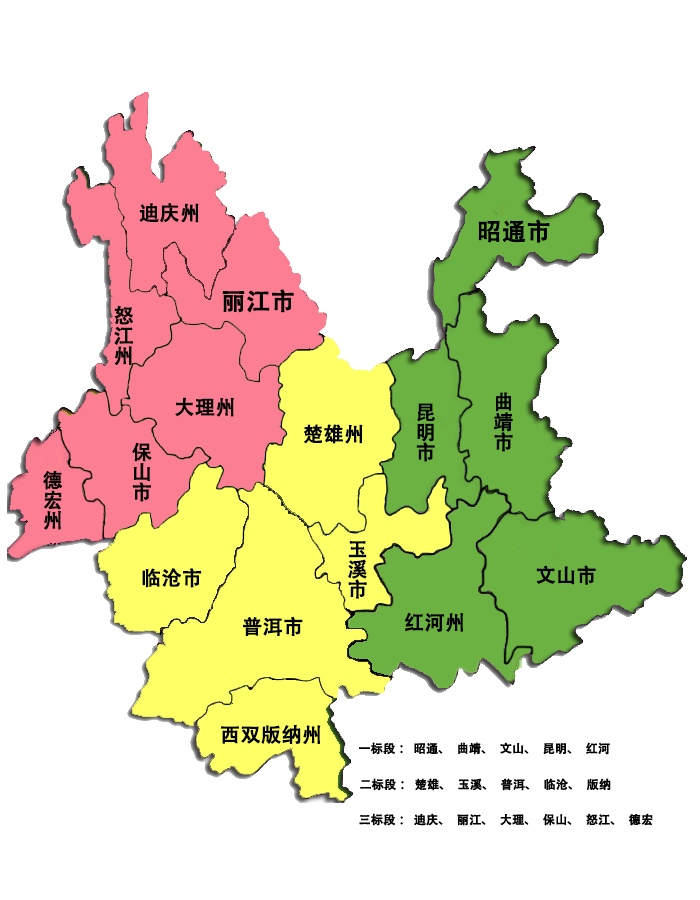 迪庆州
昭通市
丽江市
怒江州
大理州
曲靖市
昆明市
楚雄州
保山市
德宏州
玉溪市
临沧市
文山市
普洱市
红河州
西双版纳州
一标段： 昭通、 曲靖、 文山、 昆明、 红河
二标段： 楚雄、 玉溪、 普洱、 临沧、 版纳
三标段： 迪庆、 丽江、 大理、 保山、 怒江、 德宏